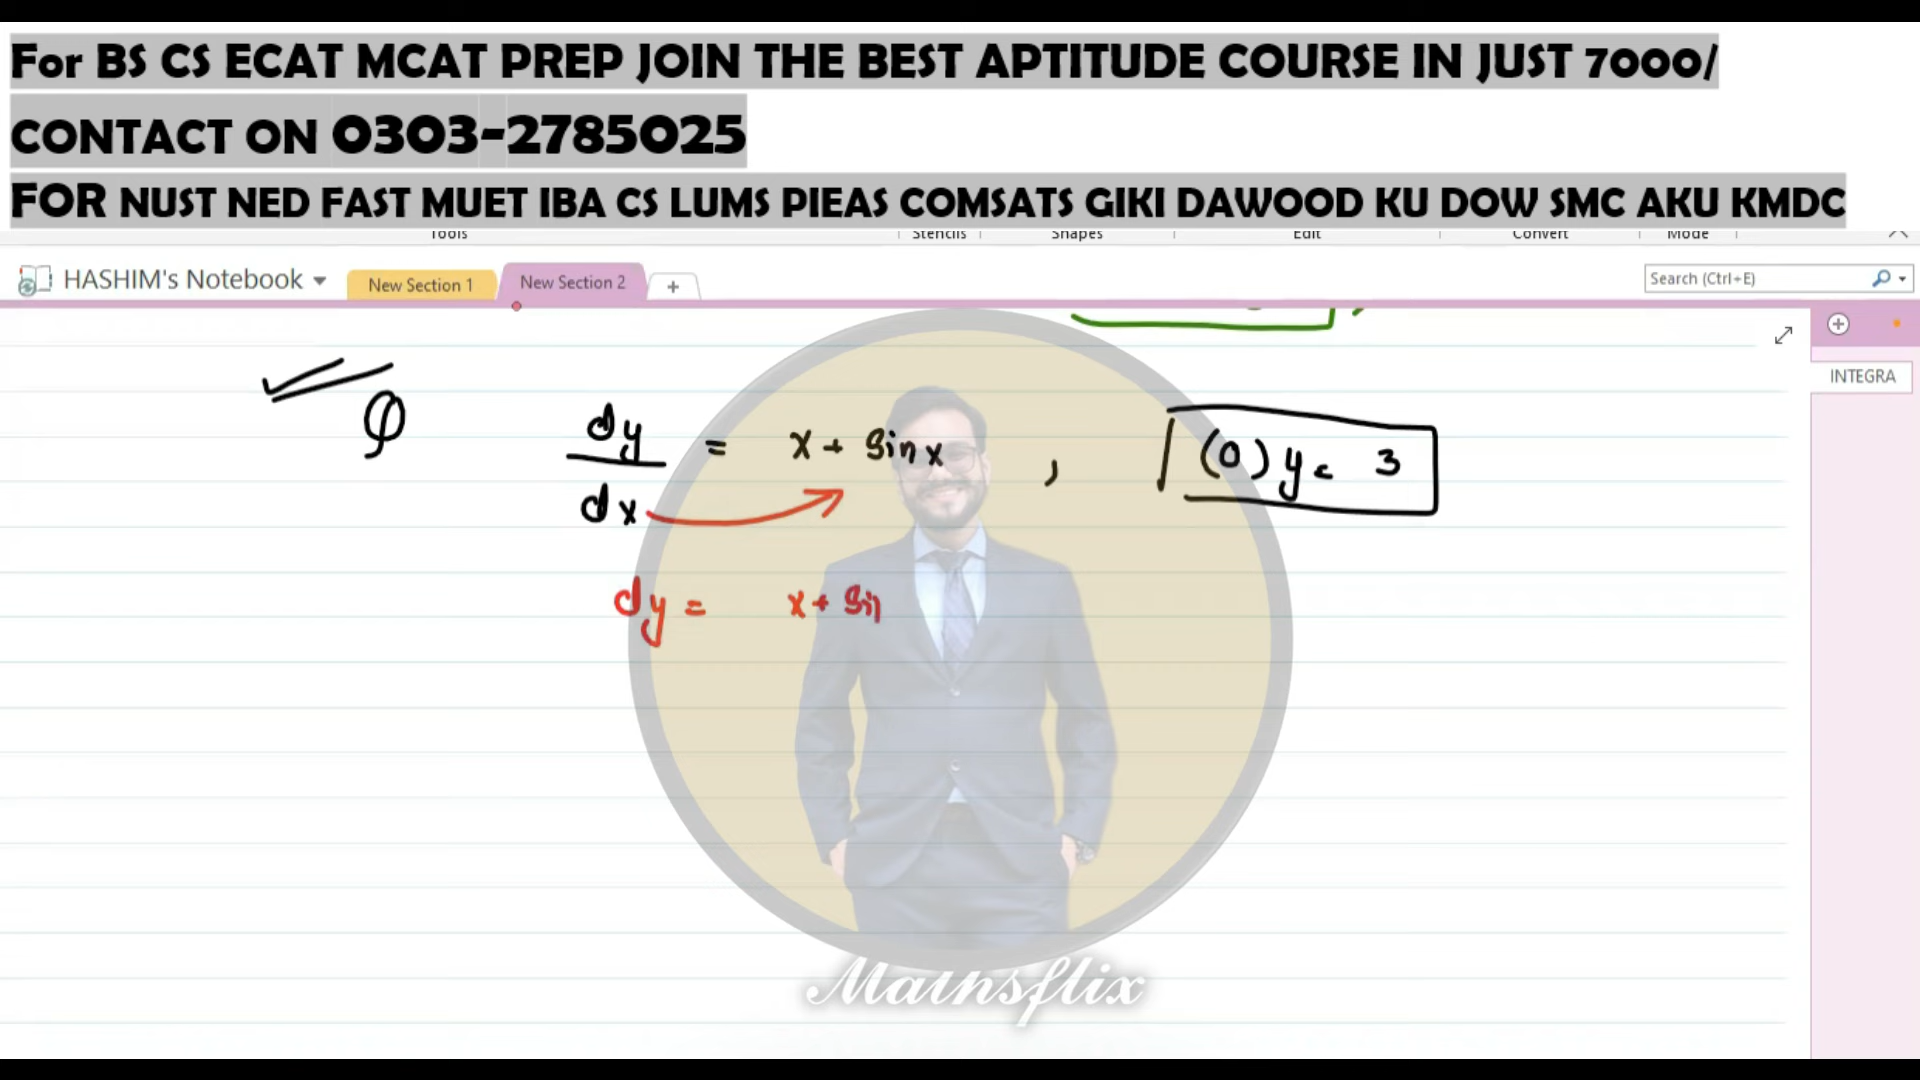 For BS CS ECAT MCAT PREP JOIN THE BEST APTITUDE COURSE IN JUST 7000/
CONTACT ON 0303-2785025
FOR NUST NED FAST MUET IBA CS LUMS PIEAS COMSATS GIKI DAWOOD KU DOW SMC AKU KMDC
Tools Stencils Shapes Edit Convert Mode
HASHIM's Notebook New Section 1 New Section 2 + Search (Ctrl+E)
INTEGRA
Q dy/dx = x + sin x , (0) y = 3
dy = x + sin
Mathsflix